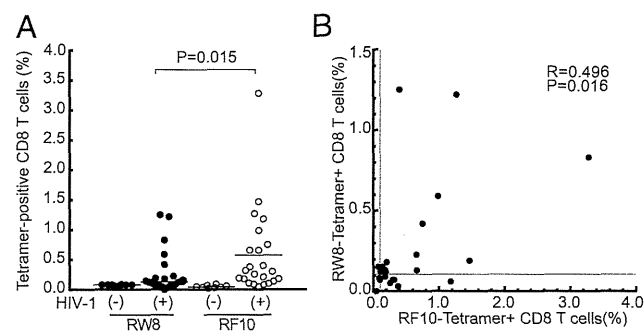 A
P=0.015
Tetramer-positive CD8 T cells (%)
4.0
3.5
3.0
2.5
2.0
1.5
1.0
0.5
0.0
HIV-1 (-) (+) (-) (+)
RW8 RF10
B
R=0.496
P=0.016
RW8-Tetramer+ CD8 T cells(%)
1.5
1.0
0.5
0.0
0.0 1.0 2.0 3.0 4.0
RF10-Tetramer+ CD8 T cells(%)